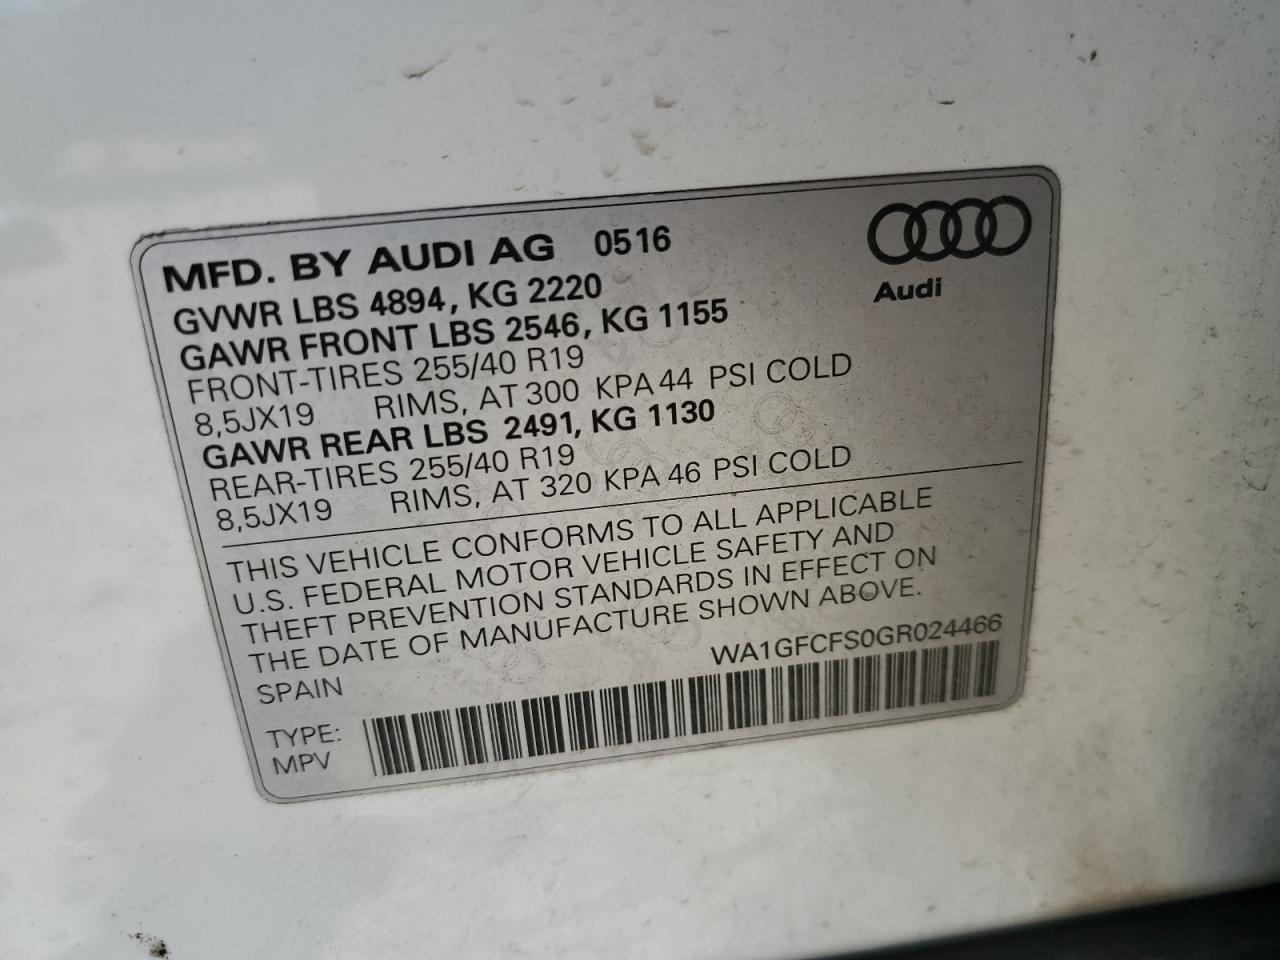 MFD. BY AUDI AG 0516
Audi
GVWR LBS 4894, KG 2220
GAWR FRONT LBS 2546, KG 1155
FRONT-TIRES 255/40 R19
8,5JX19 RIMS, AT 300 KPA 44 PSI COLD
GAWR REAR LBS 2491, KG 1130
REAR-TIRES 255/40 R19
8,5JX19 RIMS, AT 320 KPA 46 PSI COLD
THIS VEHICLE CONFORMS TO ALL APPLICABLE
U.S. FEDERAL MOTOR VEHICLE SAFETY AND
THEFT PREVENTION STANDARDS IN EFFECT ON
THE DATE OF MANUFACTURE SHOWN ABOVE.
SPAIN WA1GFCFS0GR024466
TYPE:
MPV